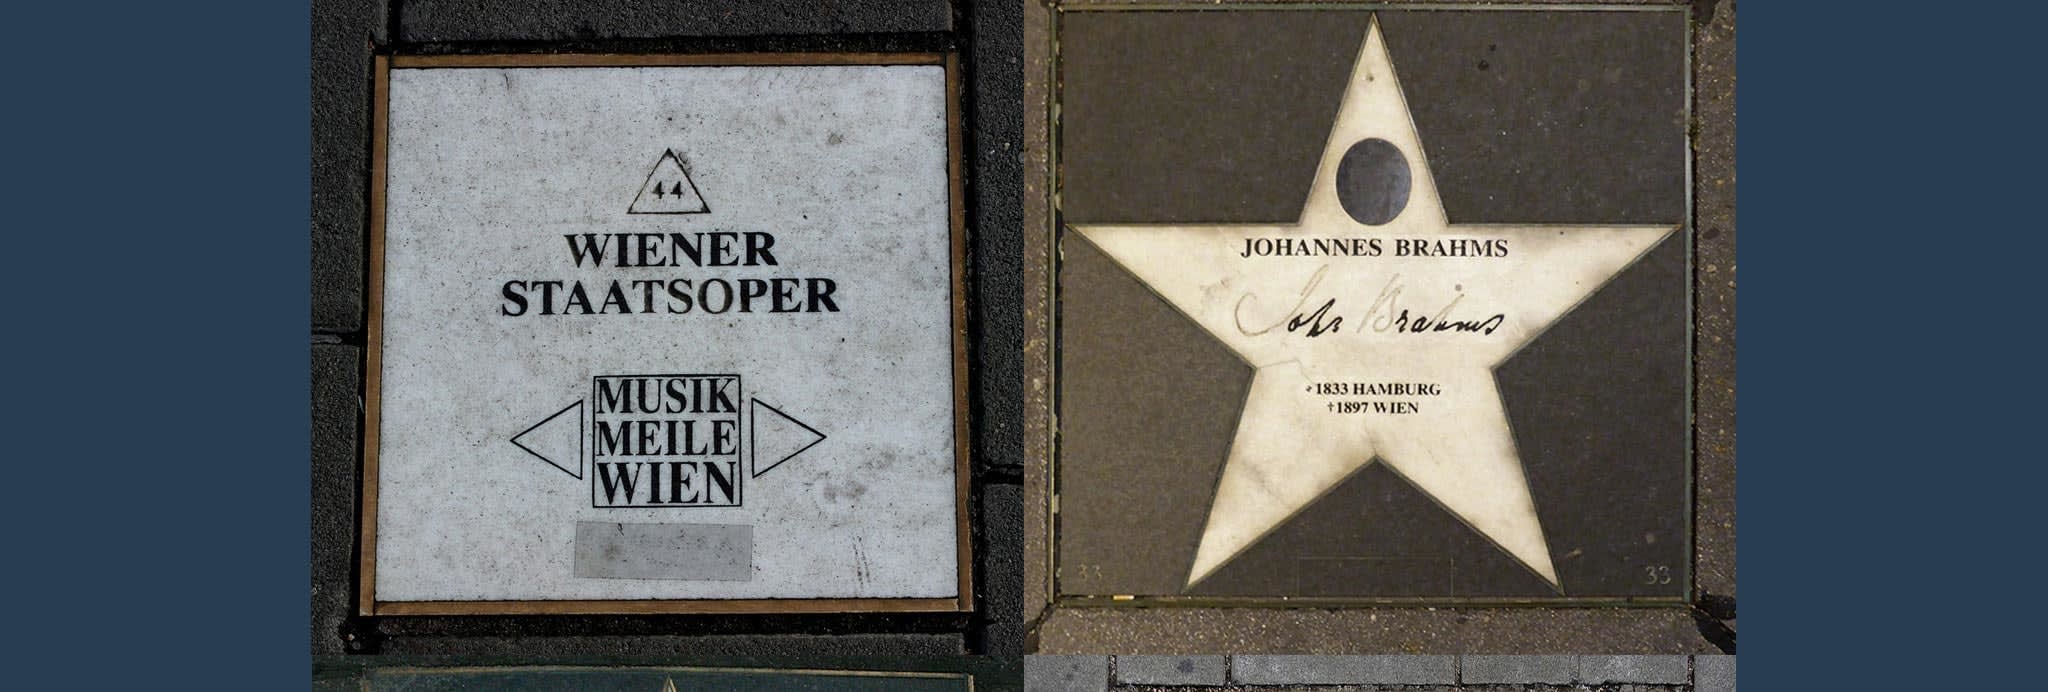 44
WIENER
STAATSOPER
MUSIK
MEILE
WIEN
JOHANNES BRAHMS
Joh Brahms
* 1833 HAMBURG
†1897 WIEN
33 33